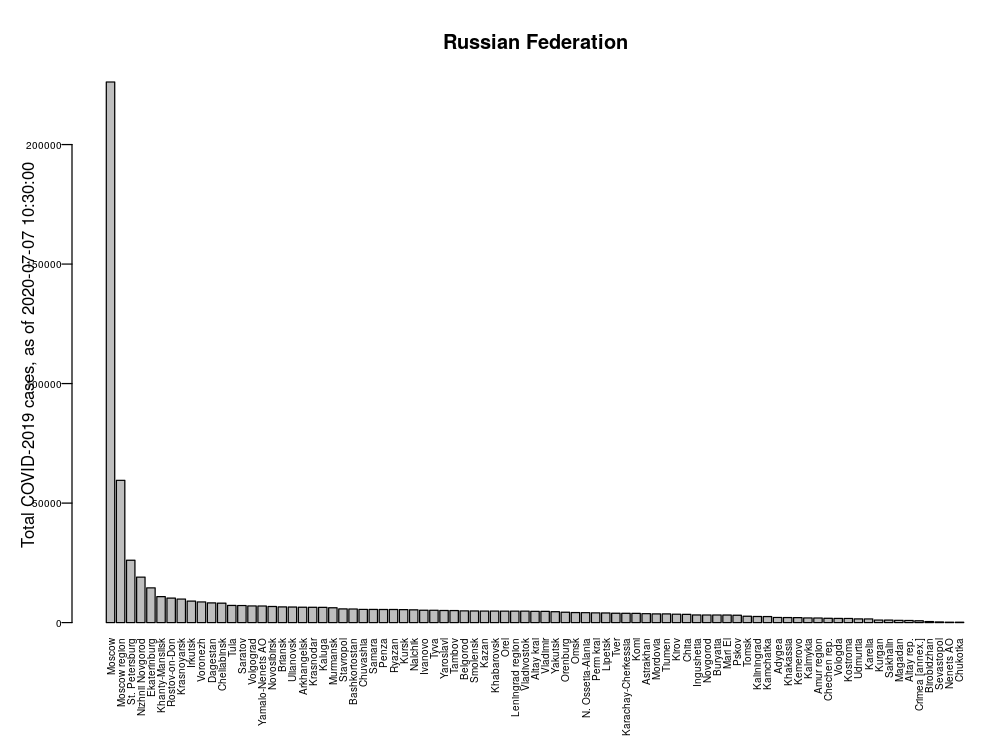 Russian Federation
Total COVID-2019 cases, as of 2020-07-07 10:30:00
200000
150000
100000
50000
0
Moscow
Moscow region
St. Petersburg
Nizhnii Novgorod
Ekaterinburg
Khanty-Mansiisk
Rostov-on-Don
Krasnoyarsk
Irkutsk
Voronezh
Dagestan
Cheliabinsk
Tula
Saratov
Volgograd
Yamalo-Nenets AO
Novosibirsk
Bransk
Ulianovsk
Arkhangelsk
Krasnodar
Kaluga
Murmansk
Stavropol
Bashkortostan
Chuvashia
Samara
Penza
Ryazan
Kursk
Nalchik
Ivanovo
Tyva
Yaroslavl
Tambov
Belgorod
Smolensk
Kazan
Khabarovsk
Orel
Leningrad region
Vladivostok
Altay krai
Vladimir
Yakutsk
Orenburg
Omsk
N. Ossetia-Alania
Perm krai
Lipetsk
Tver
Karachay-Cherkessia
Komi
Astrakhan
Mordovia
Tiumen
Kirov
Chita
Ingushetia
Novgorod
Buryatia
Mari El
Pskov
Tomsk
Kaliningrad
Kamchatka
Adygea
Khakassia
Kemerovo
Kalmykia
Amur region
Chechen rep.
Vologda
Kostroma
Udmurtia
Karelia
Kurgan
Sakhalin
Magadan
Altay rep.
Crimea [annex.]
Birobidzhan
Sevastopol
Nenets AO
Chukotka